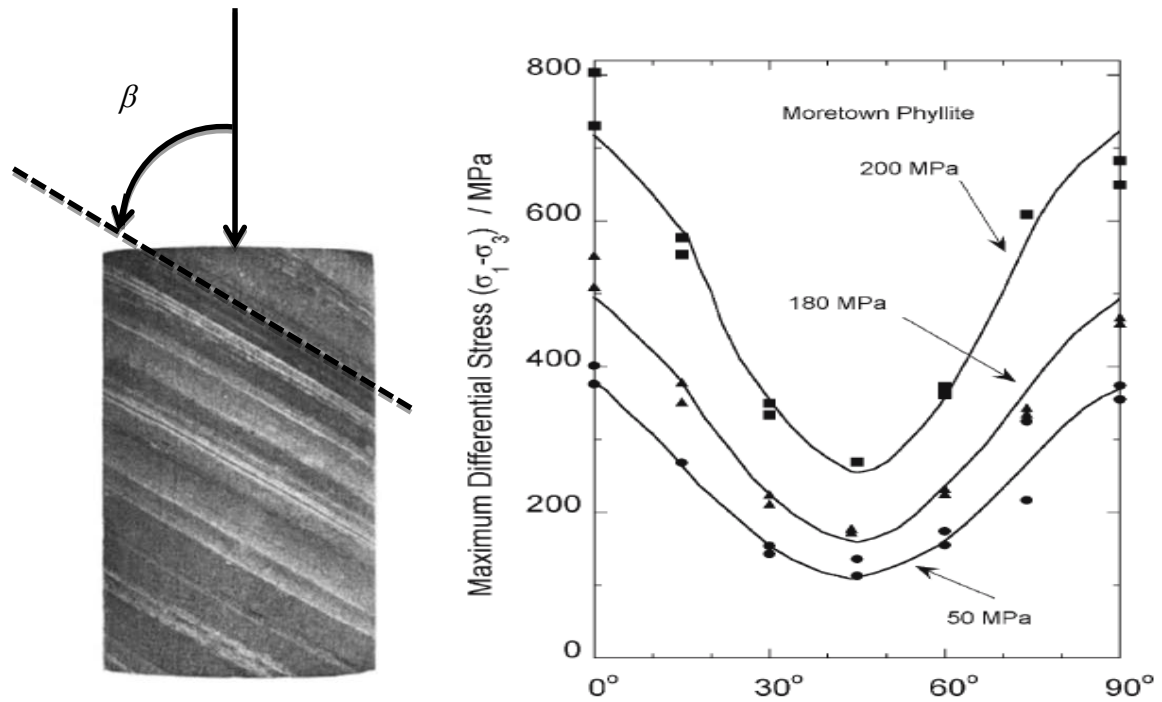 β
Maximum Differential Stress (σ₁-σ₃) / MPa
800
600
400
200
0
Moretown Phyllite
200 MPa
180 MPa
50 MPa
0° 30° 60° 90°